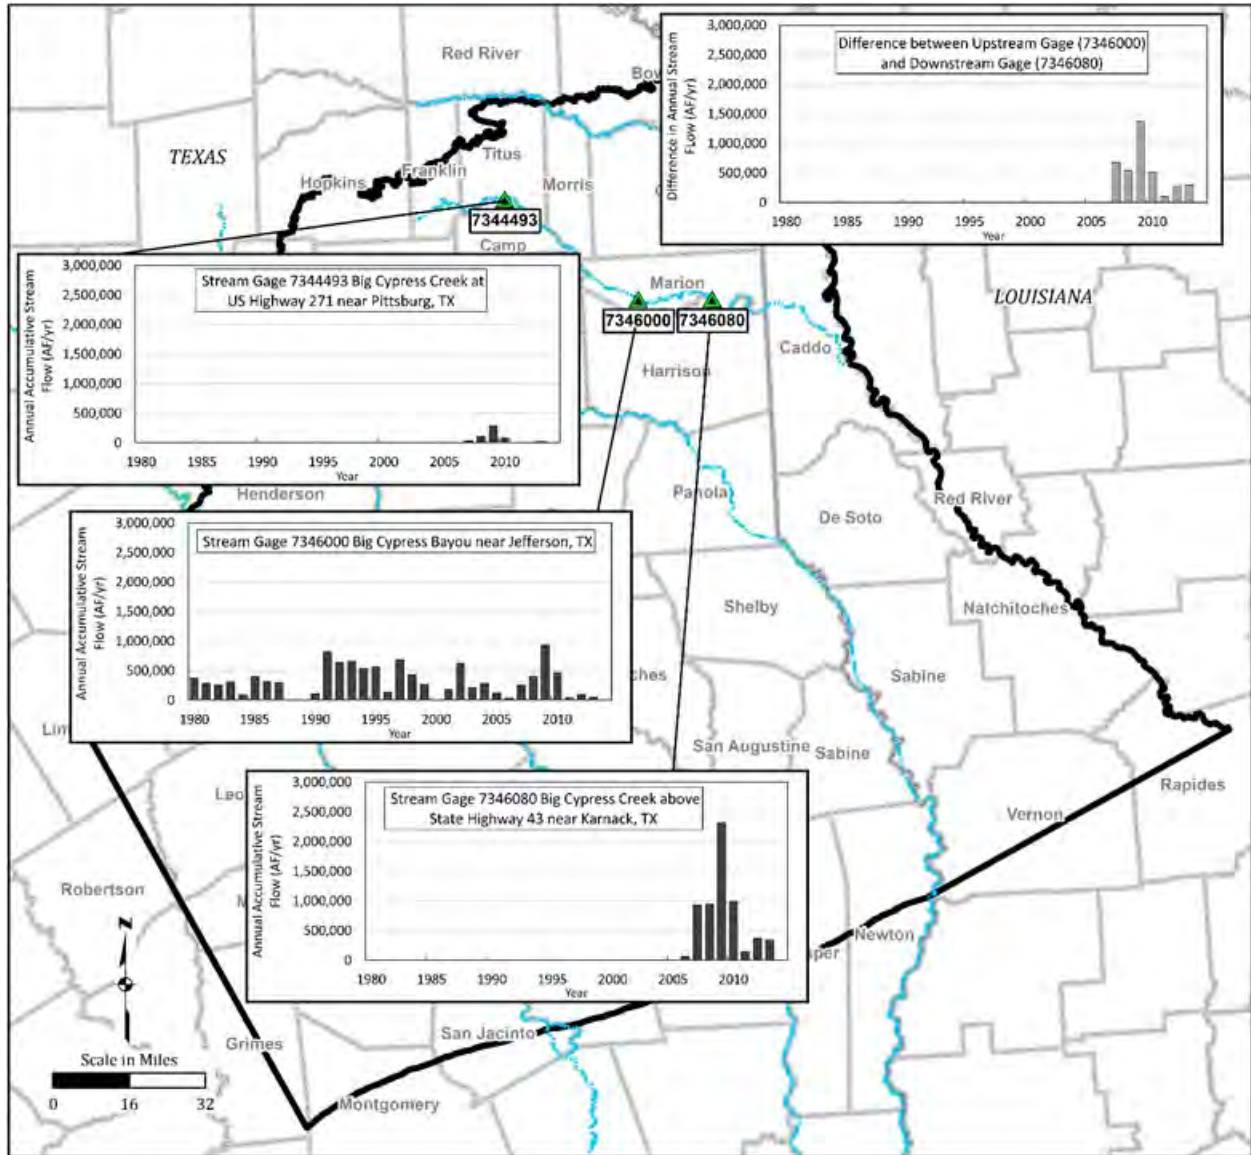 Red River
Bow
TEXAS
Titus
Franklin
Hopkins
Morris
7344493
Camp
3,000,000
2,500,000
2,000,000
1,500,000
1,000,000
500,000
0
Difference in Annual Stream
FLow (AF/yr)
Difference between Upstream Gage (7346000)
and Downstream Gage (7346080)
1980 1985 1990 1995 2000 2005 2010
Year
3,000,000
2,500,000
2,000,000
1,500,000
1,000,000
500,000
0
Annual Accumulative Stream
Flow (AF/yr)
Stream Gage 7344493 Big Cypress Creek at
US Highway 271 near Pittsburg, TX
1980 1985 1990 1995 2000 2005 2010
Year
Marion
LOUISIANA
7346000 7346080
Caddo
Harrison
Henderson
Panola
Red River
De Soto
3,000,000
2,500,000
2,000,000
1,500,000
1,000,000
500,000
0
Annual Accumulative Stream
Flow (AF/yr)
Stream Gage 7346000 Big Cypress Bayou near Jefferson, TX
1980 1985 1990 1995 2000 2005 2010
Year
Shelby
Natchitoches
ches
Sabine
Lim
San Augustine
Sabine
Leo
Rapides
Vernon
3,000,000
2,500,000
2,000,000
1,500,000
1,000,000
500,000
0
Annual Accumulative Stream
Flow (AF/yr)
Stream Gage 7346080 Big Cypress Creek above
State Highway 43 near Karnack, TX
1980 1985 1990 1995 2000 2005 2010
Year
Robertson
M
Newton
per
N
San Jacinto
Grimes
Scale in Miles
0 16 32
Montgomery